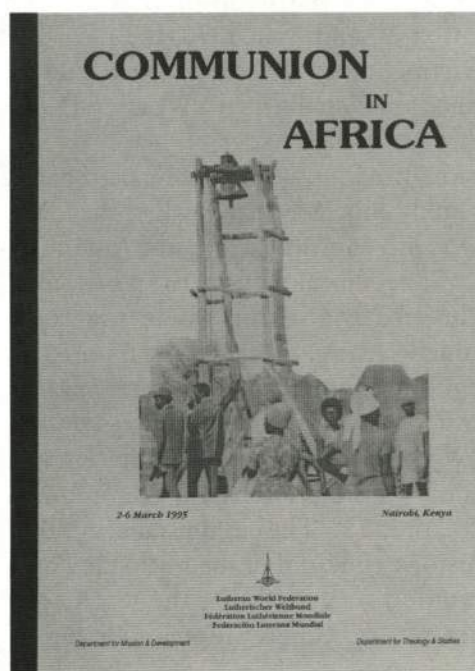 COMMUNION
IN
AFRICA
2-6 March 1995
Nairobi, Kenya
Lutheran World Federation
Lutherischer Weltbund
Fédération Luthérienne Mondiale
Federación Luterana Mundial
Department for Mission & Development
Department for Theology & Studies